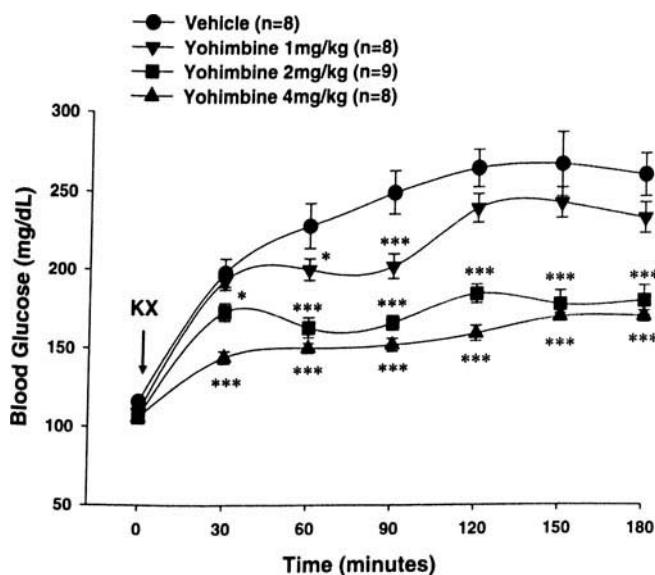 Vehicle (n=8)
Yohimbine 1mg/kg (n=8)
Yohimbine 2mg/kg (n=9)
Yohimbine 4mg/kg (n=8)
300
250
200
150
100
50
Blood Glucose (mg/dL)
KX
*
***
*
***
***
***
***
***
***
***
***
***
***
***
***
0 30 60 90 120 150 180
Time (minutes)